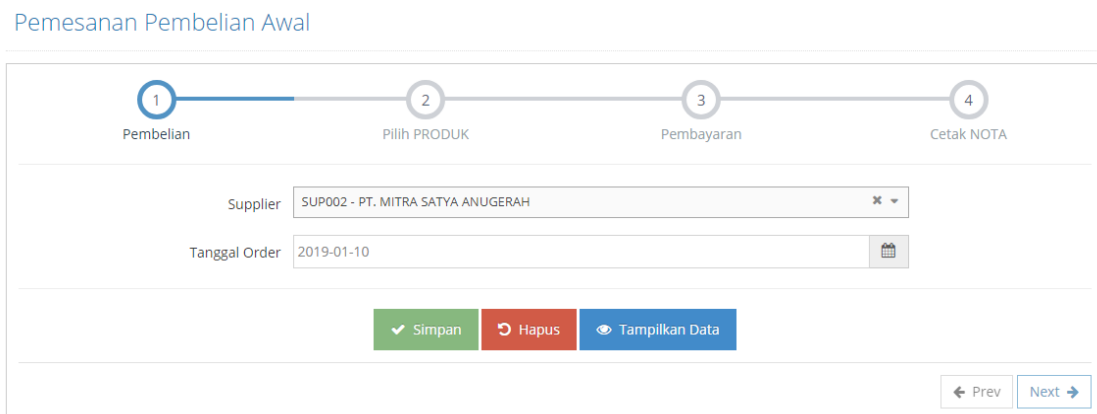 Pemesanan Pembelian Awal
1 2 3 4
Pembelian Pilih PRODUK Pembayaran Cetak NOTA
Supplier SUP002 - PT. MITRA SATYA ANUGERAH
Tanggal Order 2019-01-10
Simpan Hapus Tampilkan Data
Prev Next